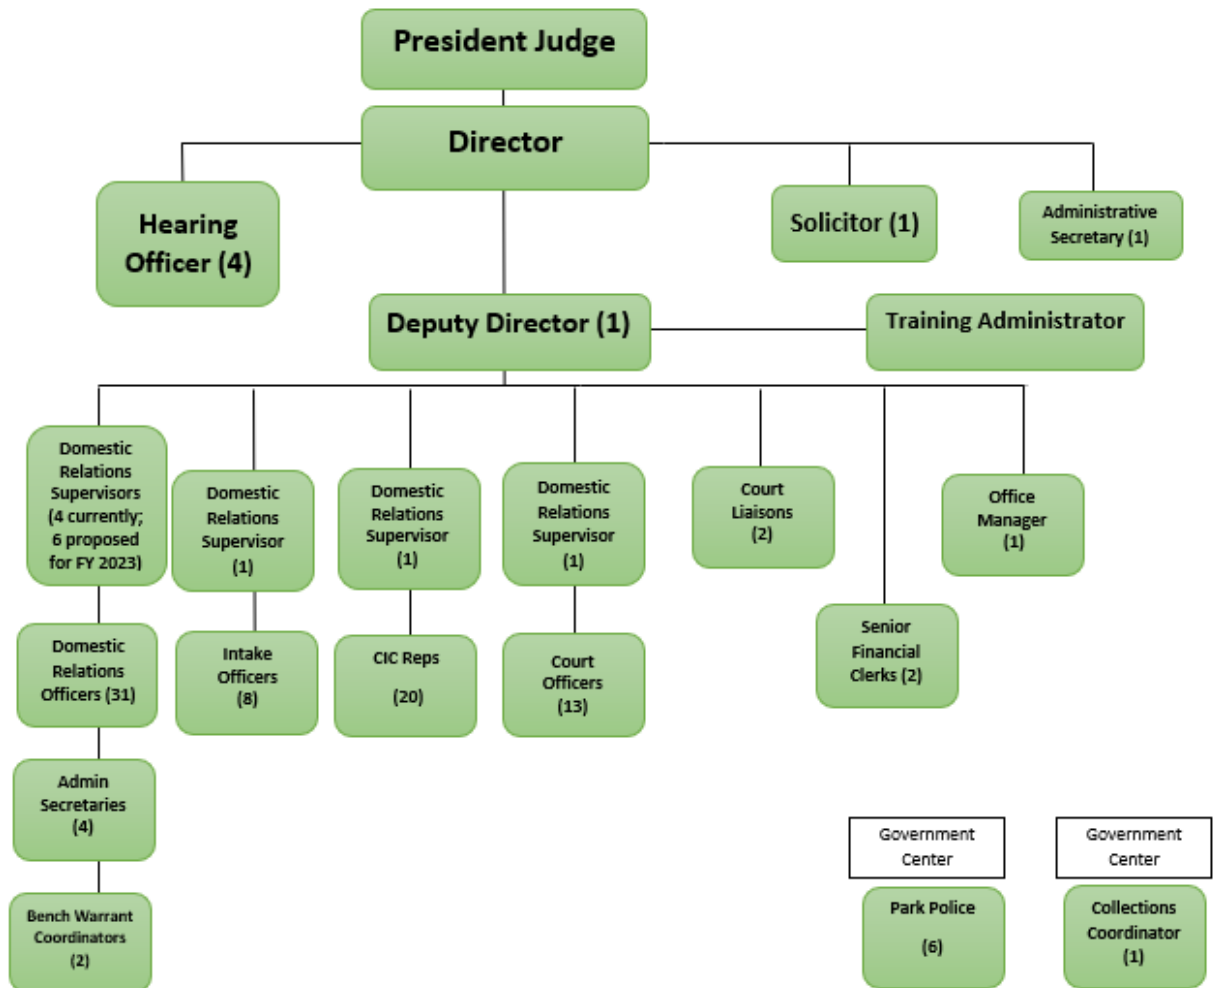 President Judge
Director
Hearing
Officer (4)
Solicitor (1)
Administrative
Secretary (1)
Deputy Director (1)
Training Administrator
Domestic
Relations
Supervisors
(4 currently;
6 proposed
for FY 2023)
Domestic
Relations
Supervisor
(1)
Domestic
Relations
Supervisor
(1)
Domestic
Relations
Supervisor
(1)
Court
Liaisons
(2)
Office
Manager
(1)
Domestic
Relations
Officers (31)
Intake
Officers
(8)
CIC Reps
(20)
Court
Officers
(13)
Senior
Financial
Clerks (2)
Admin
Secretaries
(4)
Bench Warrant
Coordinators
(2)
Government
Center
Park Police
(6)
Government
Center
Collections
Coordinator
(1)